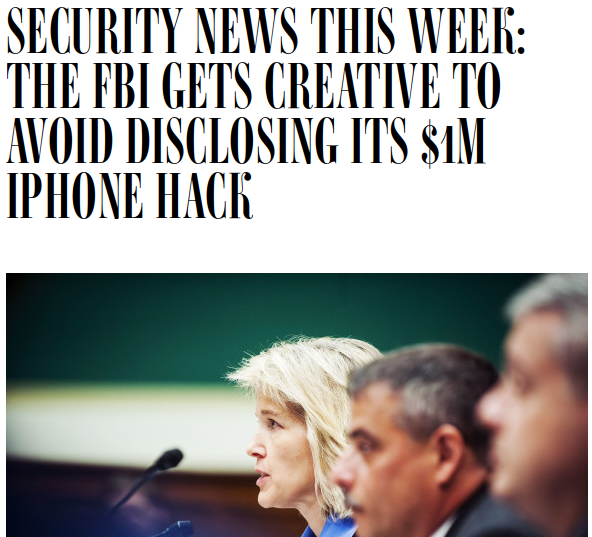 SECURITY NEWS THIS WEEK:
THE FBI GETS CREATIVE TO
AVOID DISCLOSING ITS $1M
IPHONE HACK